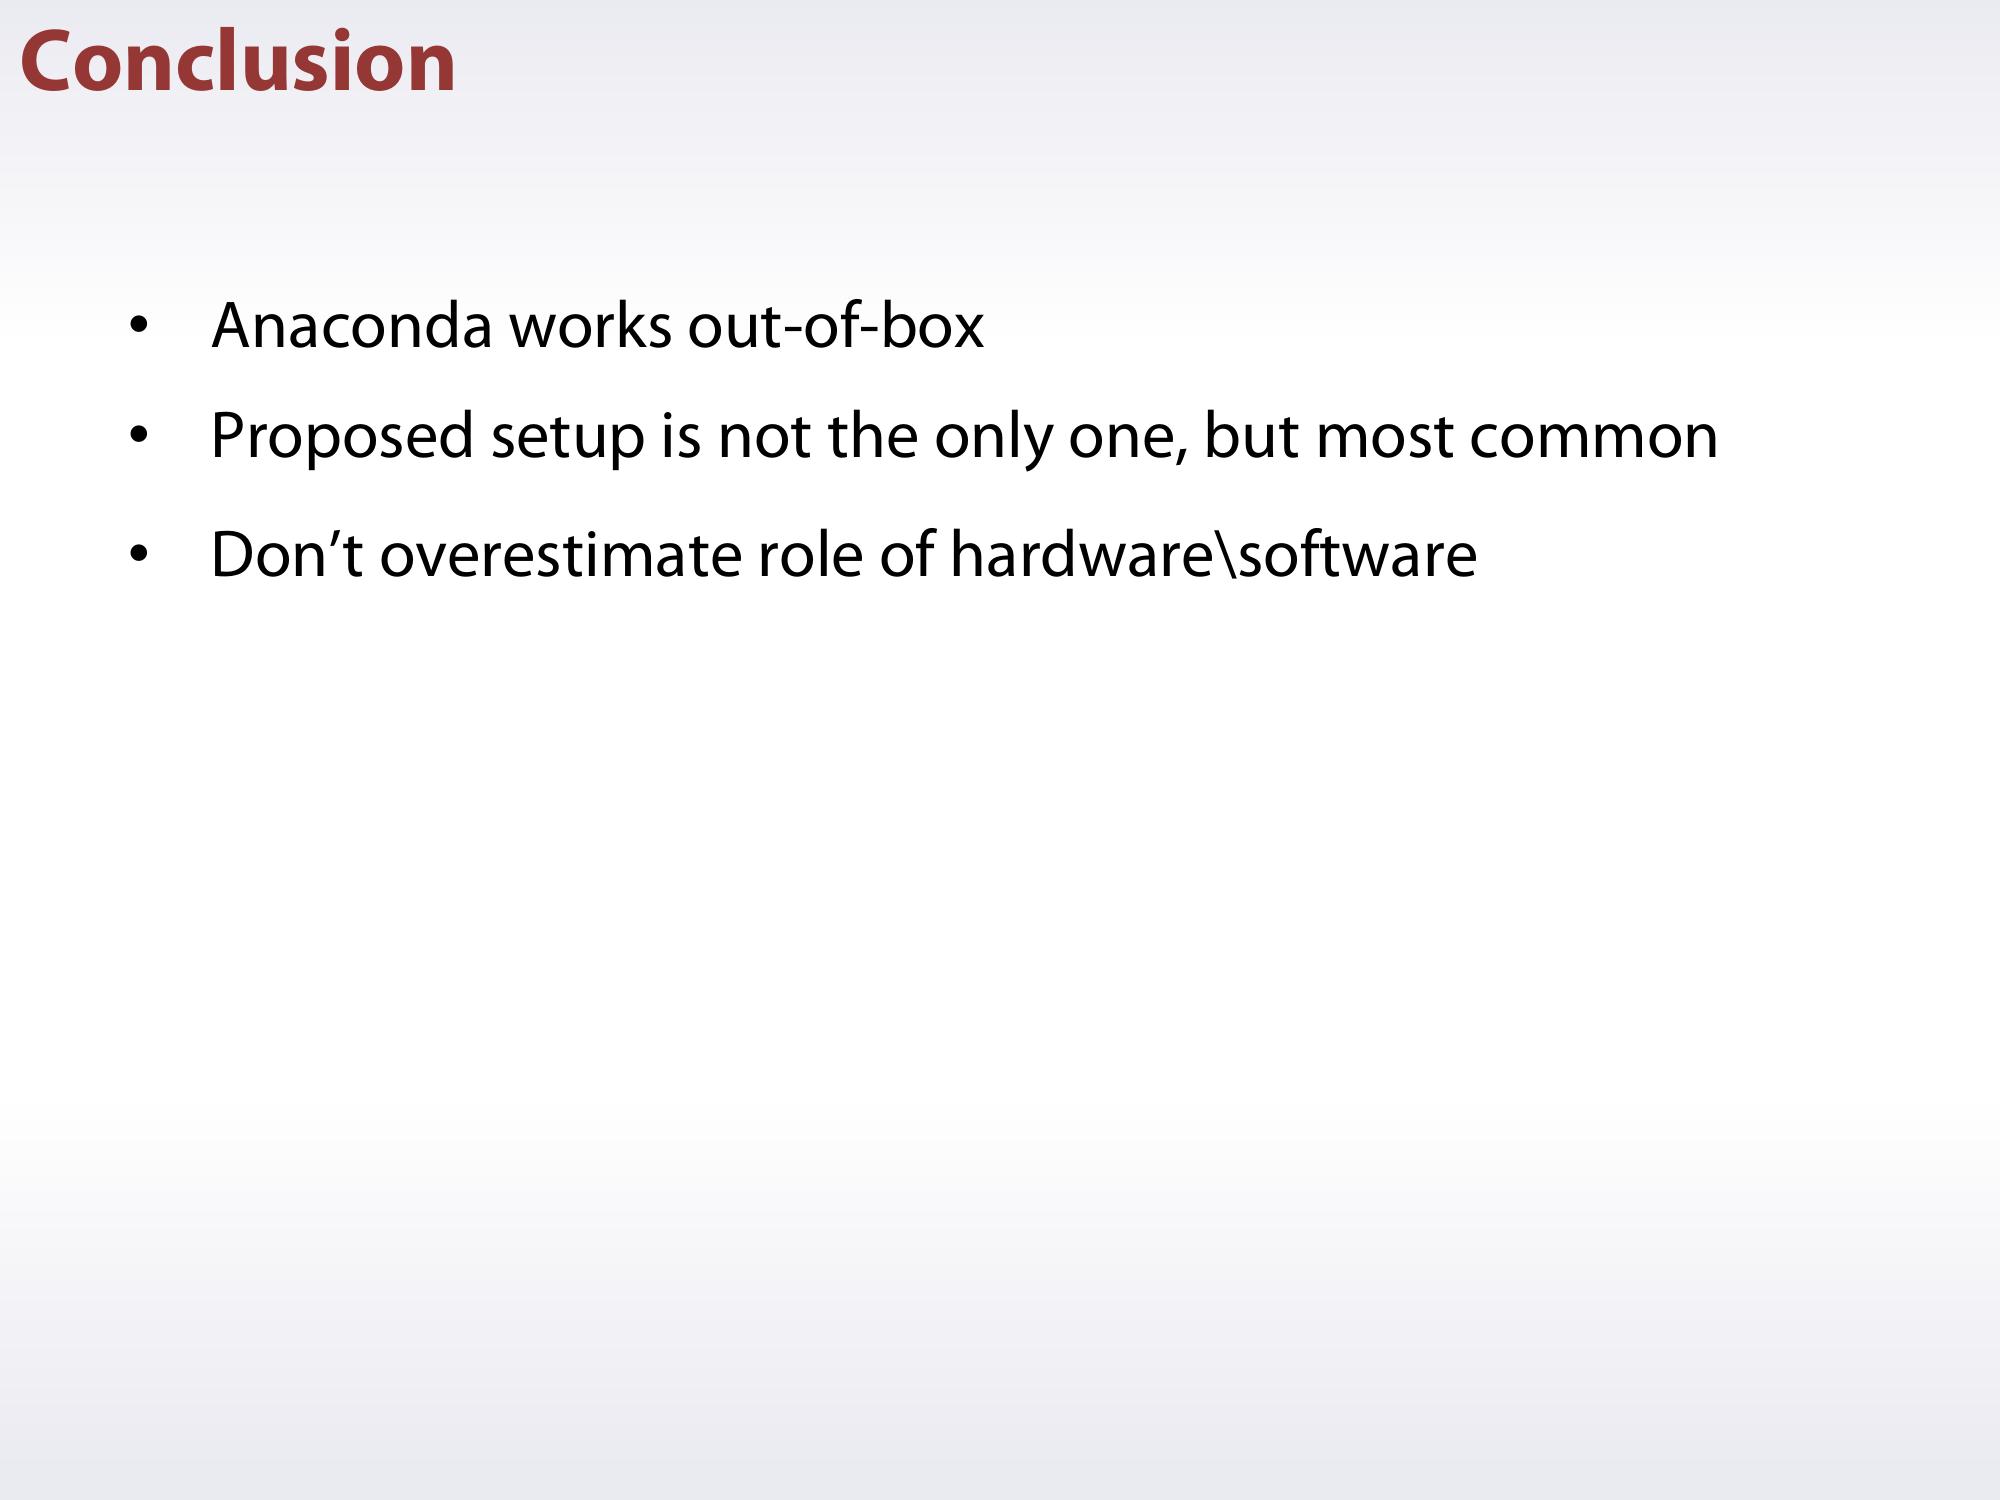 Conclusion
• Anaconda works out-of-box
• Proposed setup is not the only one, but most common
• Don’t overestimate role of hardware\software